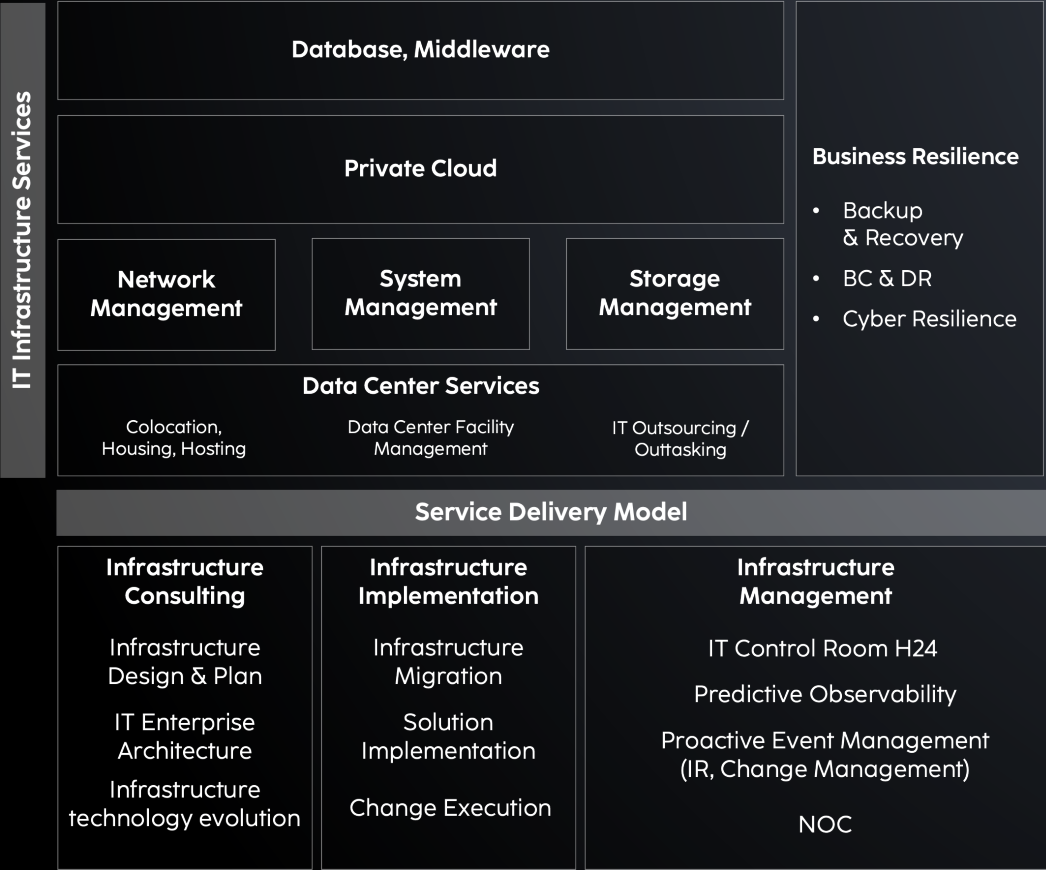 IT Infrastructure Services
Database, Middleware
Private Cloud
Network
Management
System
Management
Storage
Management
Data Center Services
Colocation,
Housing, Hosting
Data Center Facility
Management
IT Outsourcing /
Outtasking
Business Resilience
• Backup
& Recovery
• BC & DR
• Cyber Resilience
Service Delivery Model
Infrastructure
Consulting
Infrastructure
Design & Plan
IT Enterprise
Architecture
Infrastructure
technology evolution
Infrastructure
Implementation
Infrastructure
Migration
Solution
Implementation
Change Execution
Infrastructure
Management
IT Control Room H24
Predictive Observability
Proactive Event Management
(IR, Change Management)
NOC